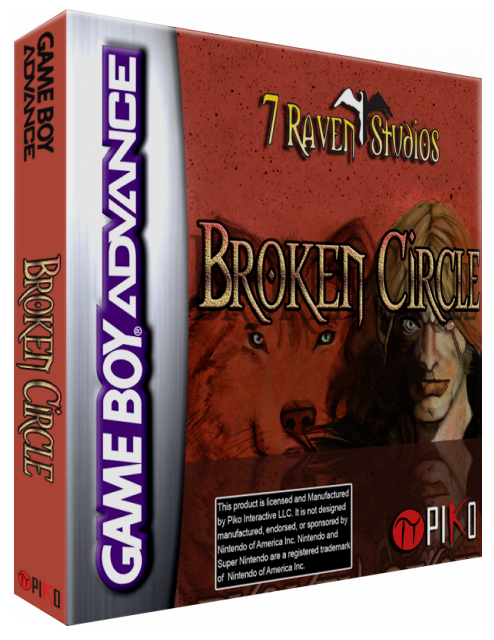 GAME BOY
ADVANCE
BROKEN CIRCLE
PIKO
GAME BOY ADVANCE
®
7 RAVEN STUDIOS
BROKEN CIRCLE
This product is licensed and Manufactured
by Piko Interactive LLC. It is not designed
manufactured, endorsed, or sponsored by
Nintendo of America Inc. Nintendo and
Super Nintendo are a registered trademark
of Nintendo of America Inc.
PIKO